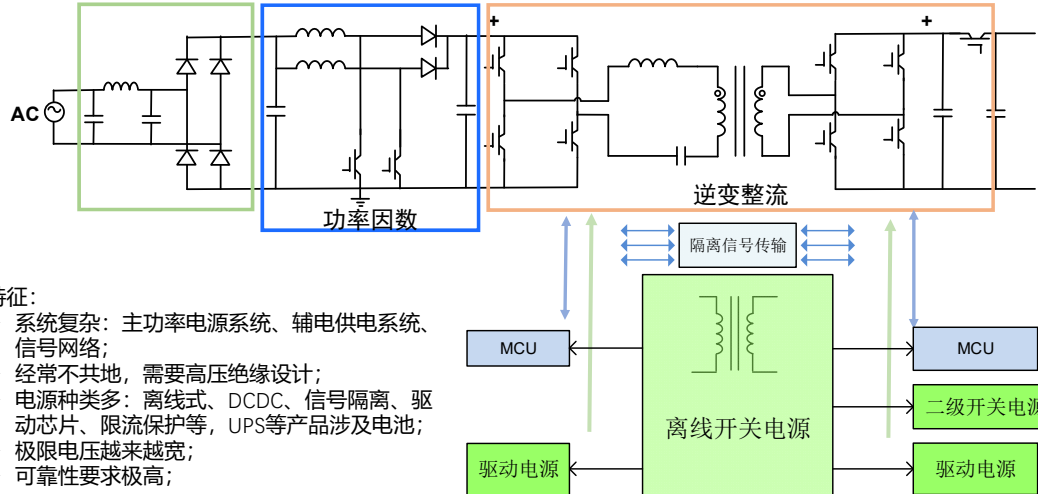 AC
+
+
功率因数
逆变整流
隔离信号传输
特征：
系统复杂：主功率电源系统、辅电供电系统、
信号网络；
经常不共地，需要高压绝缘设计；
电源种类多：离线式、DCDC、信号隔离、驱
动芯片、限流保护等，UPS等产品涉及电池；
极限电压越来越宽；
可靠性要求极高；
MCU
MCU
离线开关电源
二级开关电源
驱动电源
驱动电源